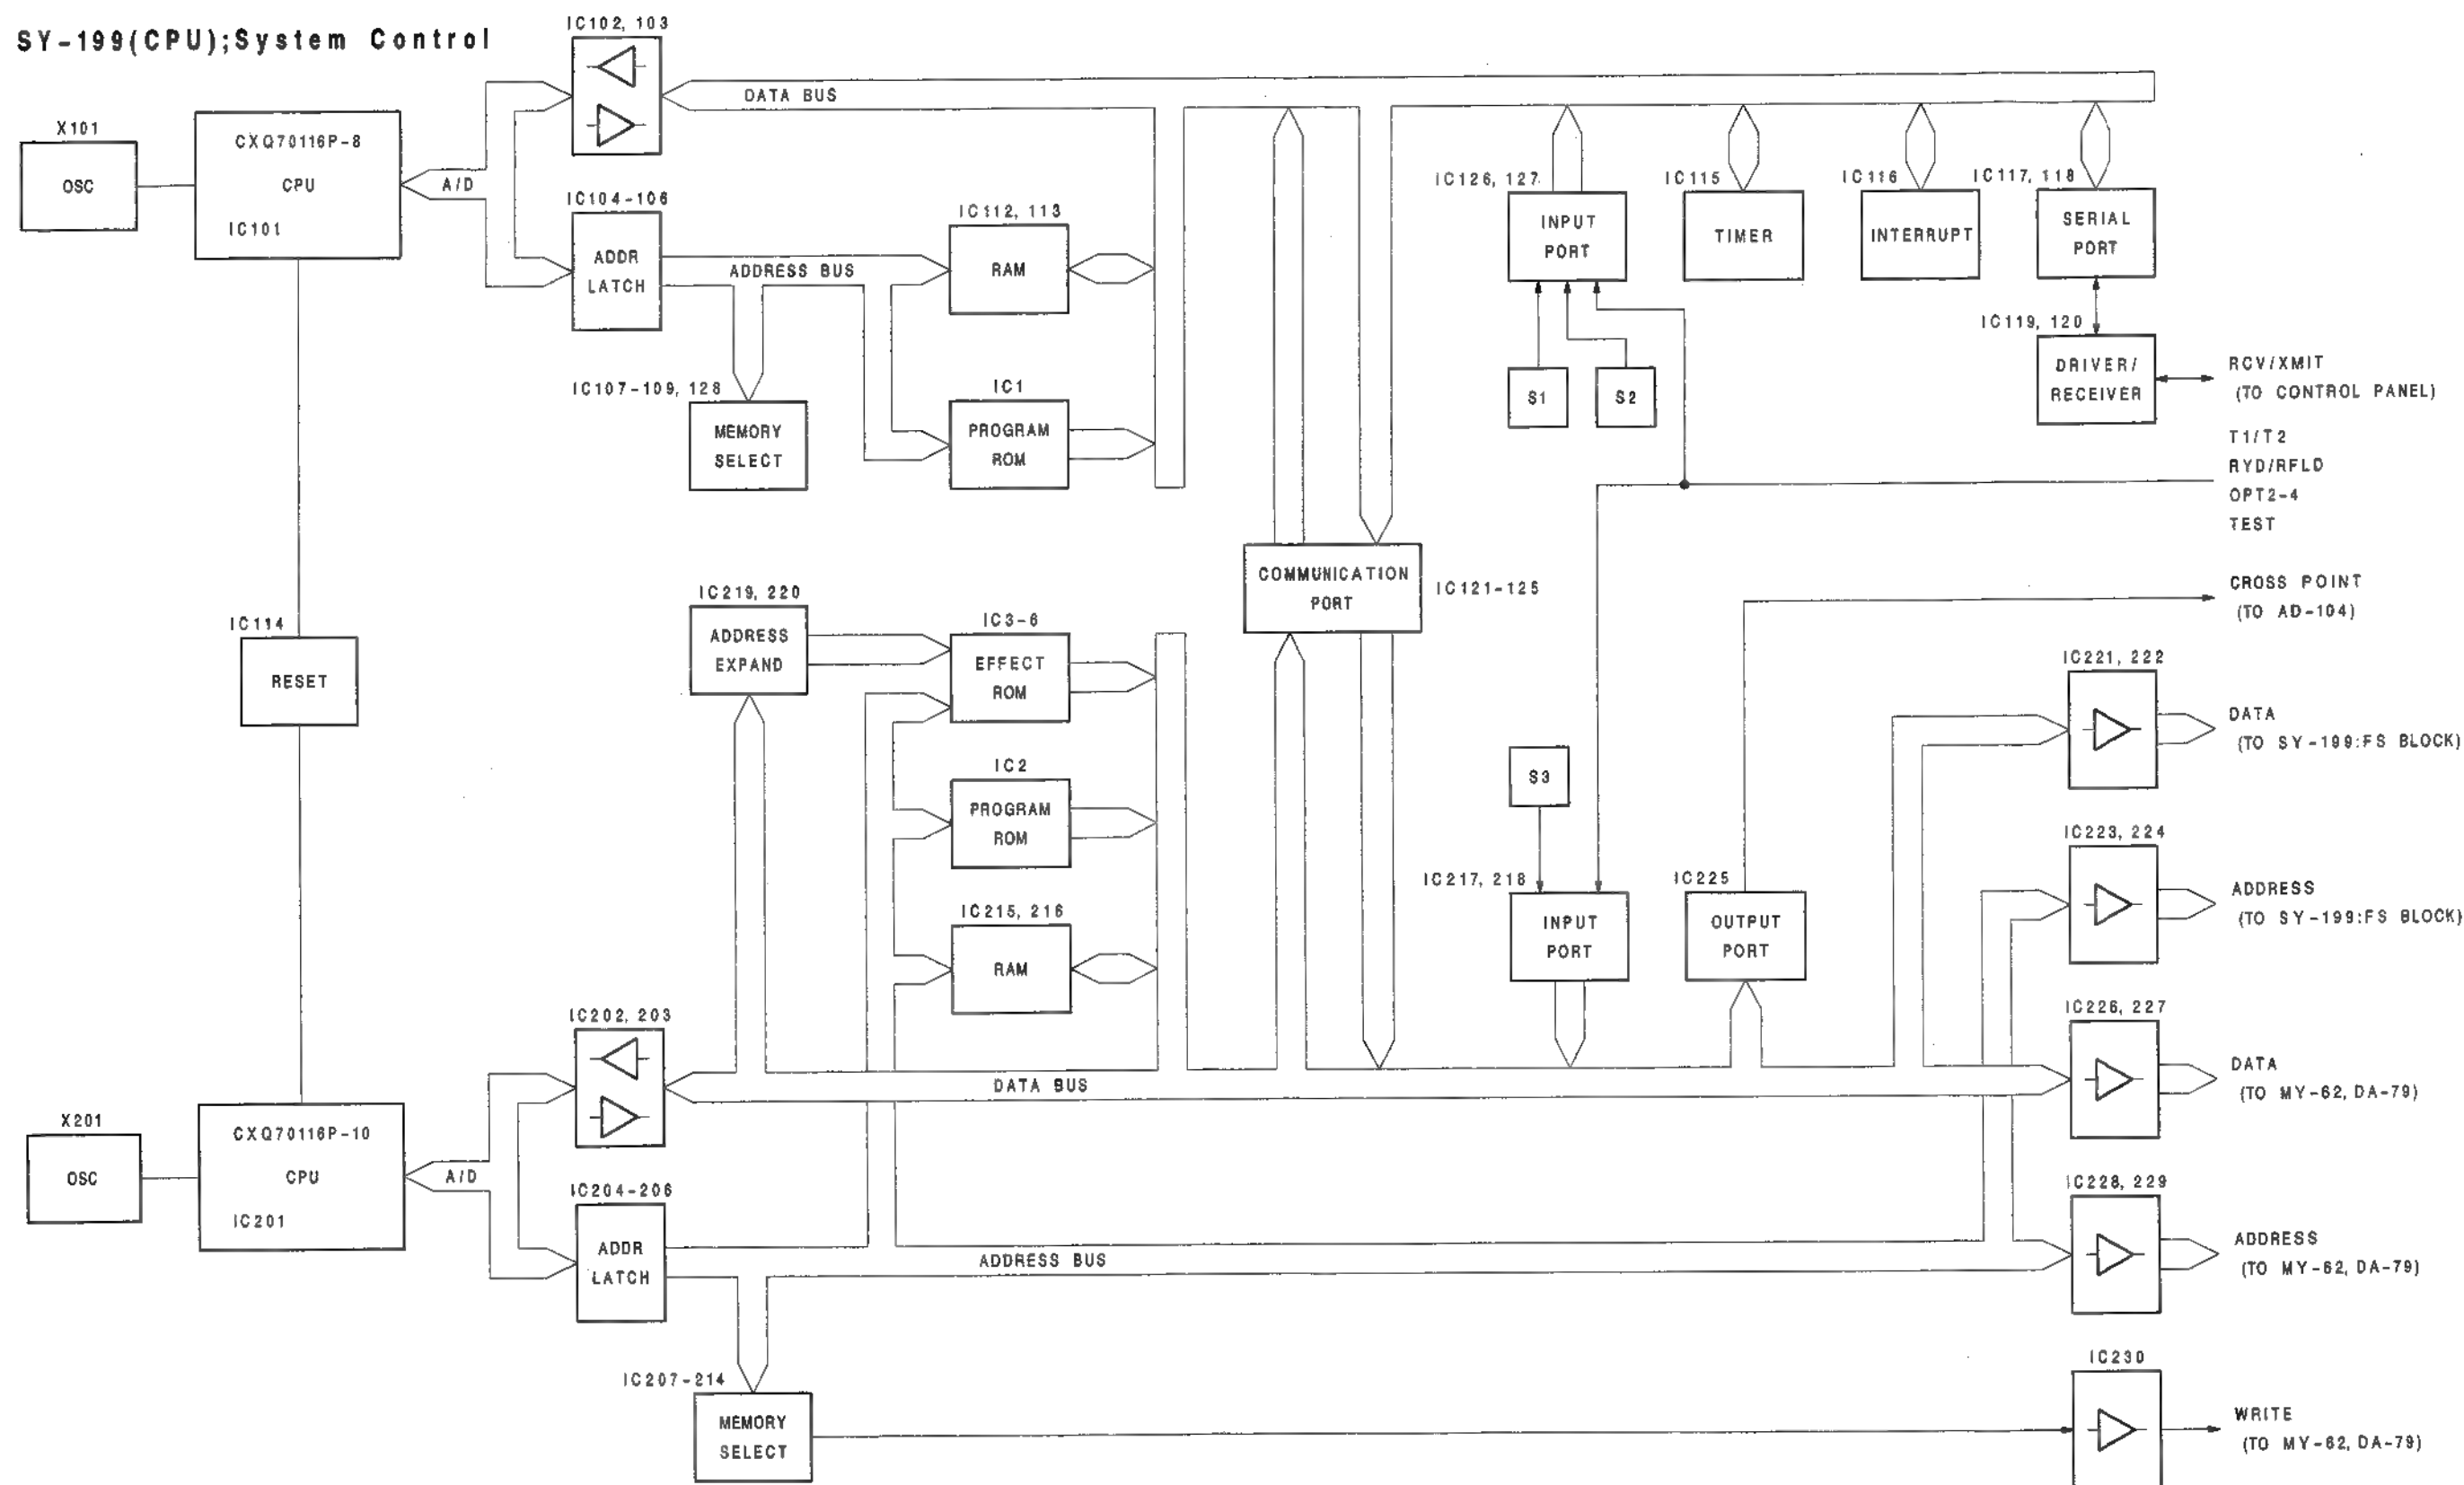 SY-199(CPU);System Control
IC102, 103
DATA BUS
X101
OSC
CXQ70116P-8
CPU
IC101
A/D
IC104-106
ADDR
LATCH
ADDRESS BUS
IC112, 113
RAM
IC107-109, 128
MEMORY
SELECT
IC1
PROGRAM
ROM
IC126, 127
INPUT
PORT
IC115
TIMER
IC116
INTERRUPT
IC117, 118
SERIAL
PORT
IC119, 120
DRIVER/
RECEIVER
RCV/XMIT
(TO CONTROL PANEL)
S1
S2
T1/T2
RYD/RFLD
OPT2-4
TEST
COMMUNICATION
PORT
IC121-125
CROSS POINT
(TO AD-104)
IC114
RESET
IC219, 220
ADDRESS
EXPAND
IC3-6
EFFECT
ROM
IC2
PROGRAM
ROM
IC215, 216
RAM
S3
IC217, 218
INPUT
PORT
IC225
OUTPUT
PORT
IC221, 222
DATA
(TO SY-199:FS BLOCK)
IC223, 224
ADDRESS
(TO SY-199:FS BLOCK)
IC226, 227
DATA
(TO MY-62, DA-79)
IC228, 229
ADDRESS
(TO MY-62, DA-79)
IC230
WRITE
(TO MY-62, DA-79)
IC202, 203
DATA BUS
X201
OSC
CXQ70116P-10
CPU
IC201
A/D
IC204-206
ADDR
LATCH
ADDRESS BUS
IC207-214
MEMORY
SELECT